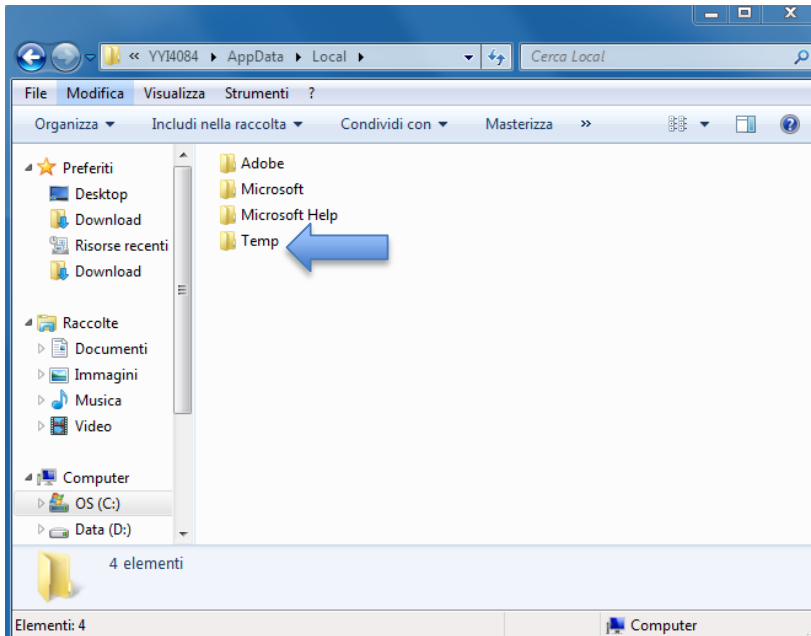 « YYI4084 AppData Local
Cerca Local
File Modifica Visualizza Strumenti ?
Organizza Includi nella raccolta Condividi con Masterizza »
Preferiti
Desktop
Download
Risorse recenti
Download
Raccolte
Documenti
Immagini
Musica
Video
Computer
OS (C:)
Data (D:)
Adobe
Microsoft
Microsoft Help
Temp
4 elementi
Elementi: 4
Computer